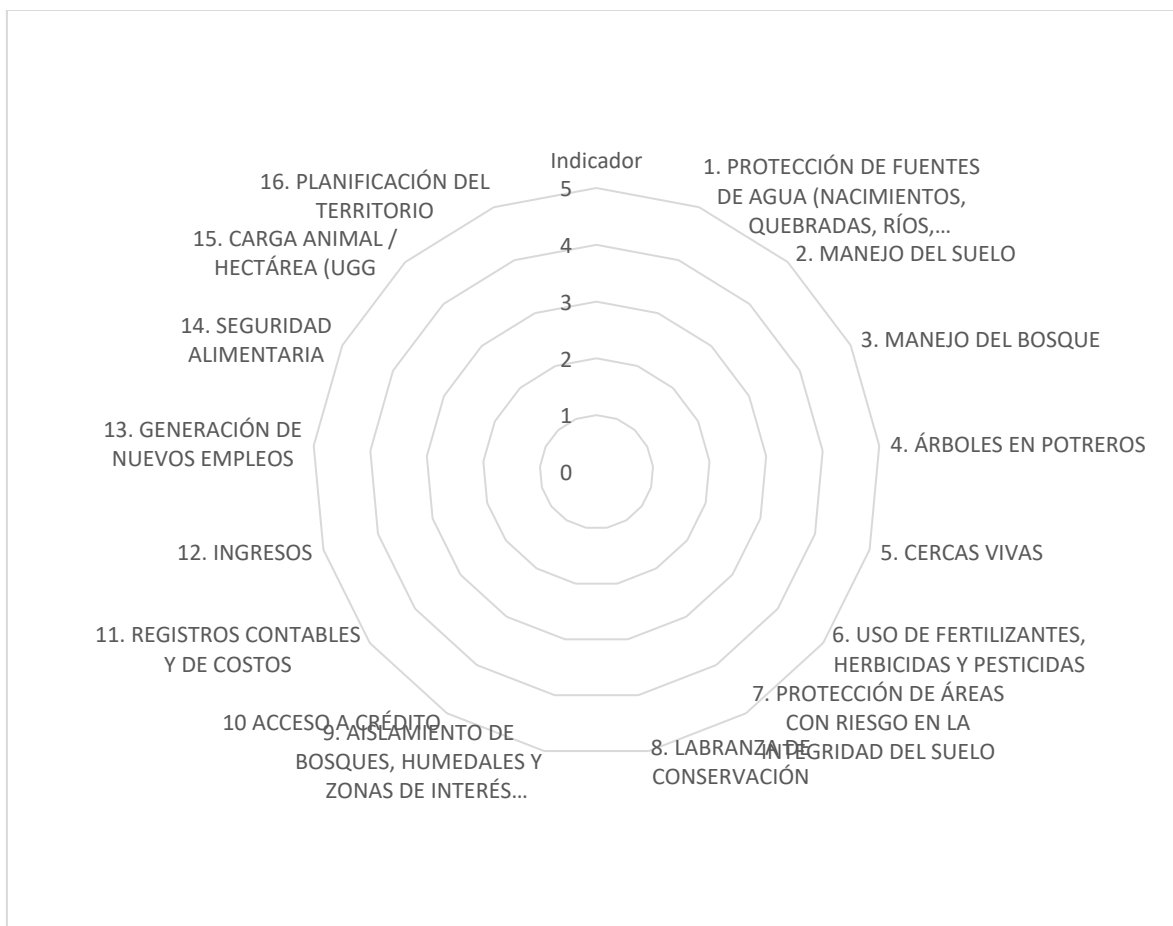 Indicador
1. PROTECCIÓN DE FUENTES
DE AGUA (NACIMIENTOS,
QUEBRADAS, RÍOS,…
2. MANEJO DEL SUELO
3. MANEJO DEL BOSQUE
4. ÁRBOLES EN POTREROS
5. CERCAS VIVAS
6. USO DE FERTILIZANTES,
HERBICIDAS Y PESTICIDAS
7. PROTECCIÓN DE ÁREAS
CON RIESGO EN LA
INTEGRIDAD DEL SUELO
8. LABRANZA DE
CONSERVACIÓN
9. AISLAMIENTO DE
BOSQUES, HUMEDALES Y
ZONAS DE INTERÉS…
10 ACCESO A CRÉDITO
11. REGISTROS CONTABLES
Y DE COSTOS
12. INGRESOS
13. GENERACIÓN DE
NUEVOS EMPLEOS
14. SEGURIDAD
ALIMENTARIA
15. CARGA ANIMAL /
HECTÁREA (UGG
16. PLANIFICACIÓN DEL
TERRITORIO
5
4
3
2
1
0